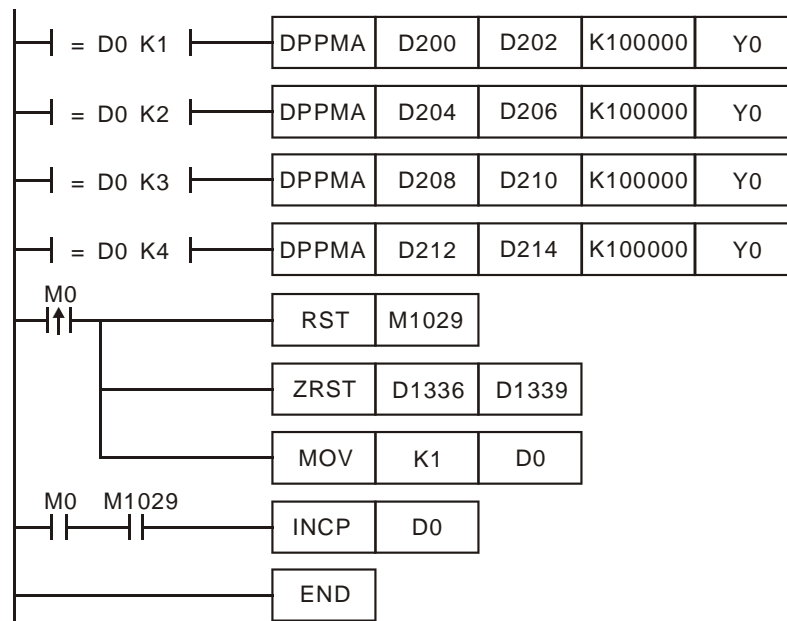 = D0 K1 DPPMA D200 D202 K100000 Y0
= D0 K2 DPPMA D204 D206 K100000 Y0
= D0 K3 DPPMA D208 D210 K100000 Y0
= D0 K4 DPPMA D212 D214 K100000 Y0
M0
RST M1029
ZRST D1336 D1339
MOV K1 D0
M0 M1029
INCP D0
END